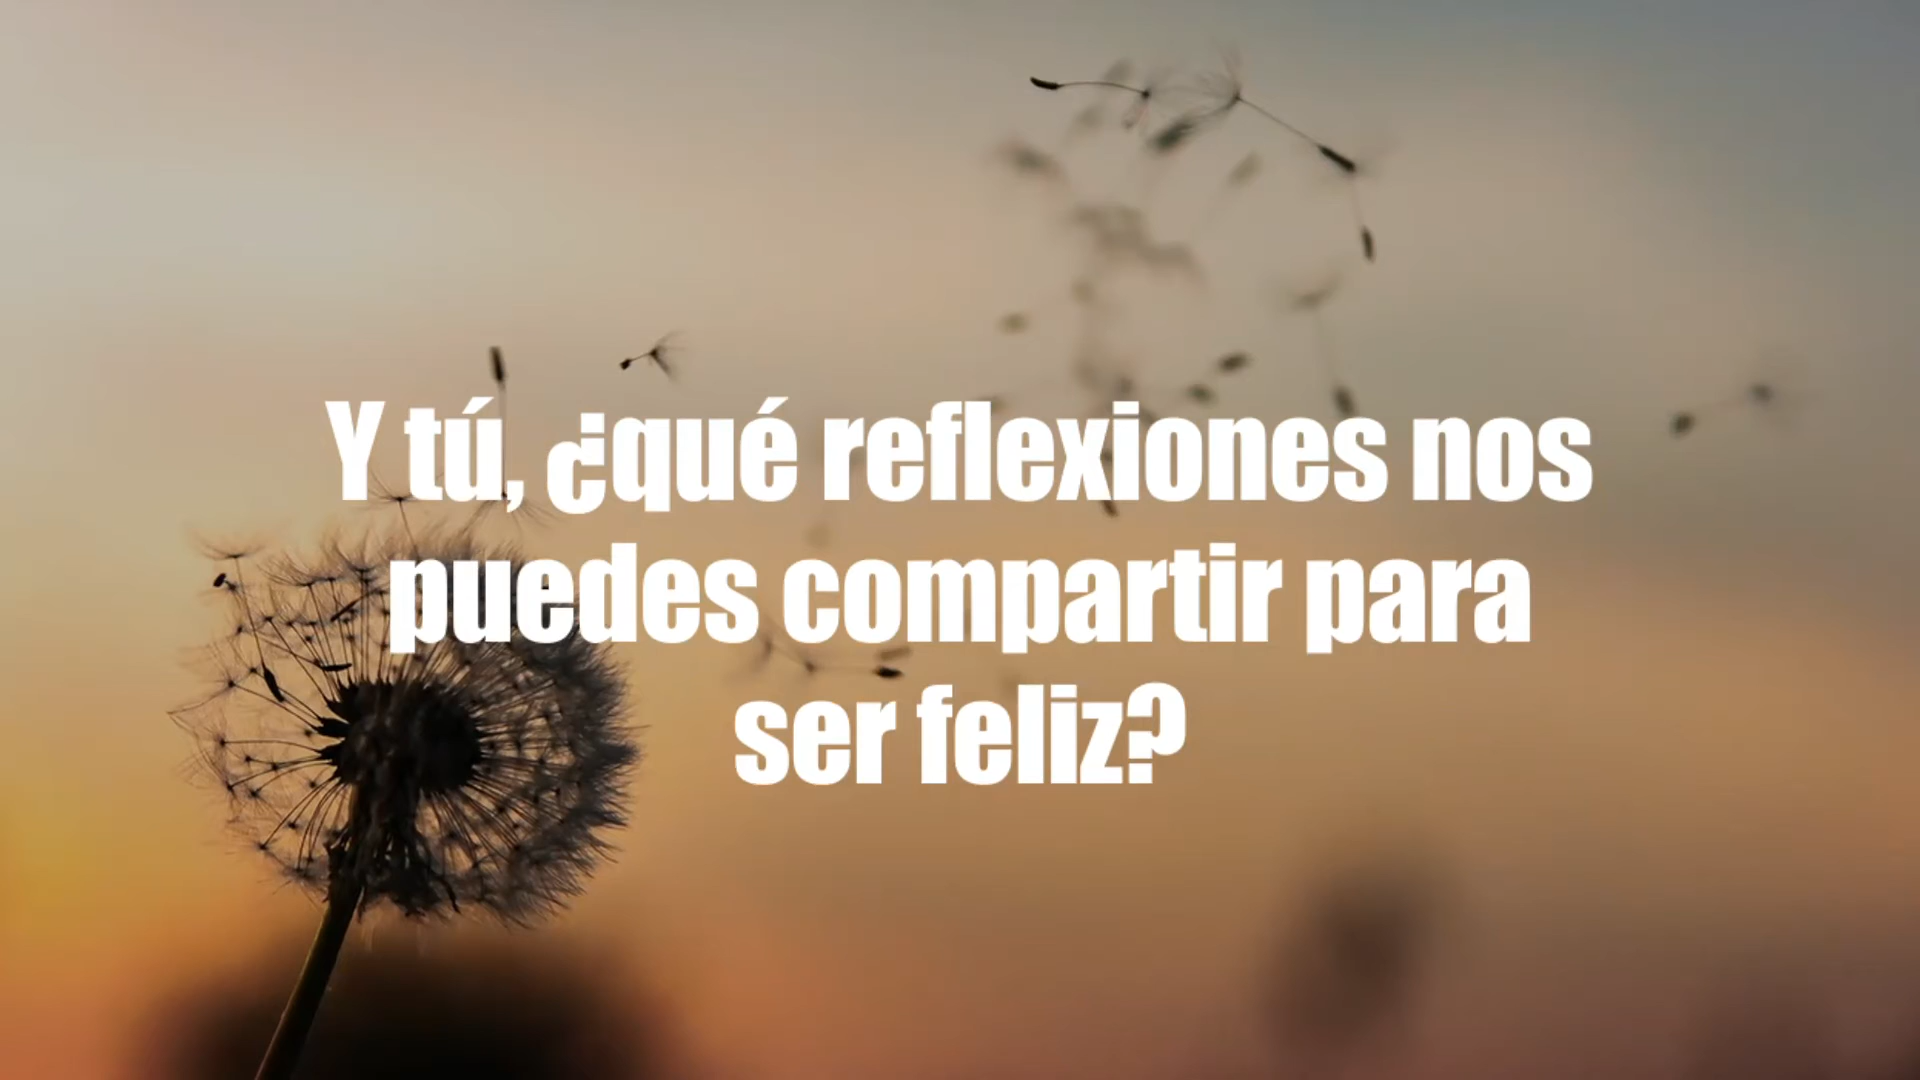 Y tú, ¿qué reflexiones nos
puedes compartir para
ser feliz?